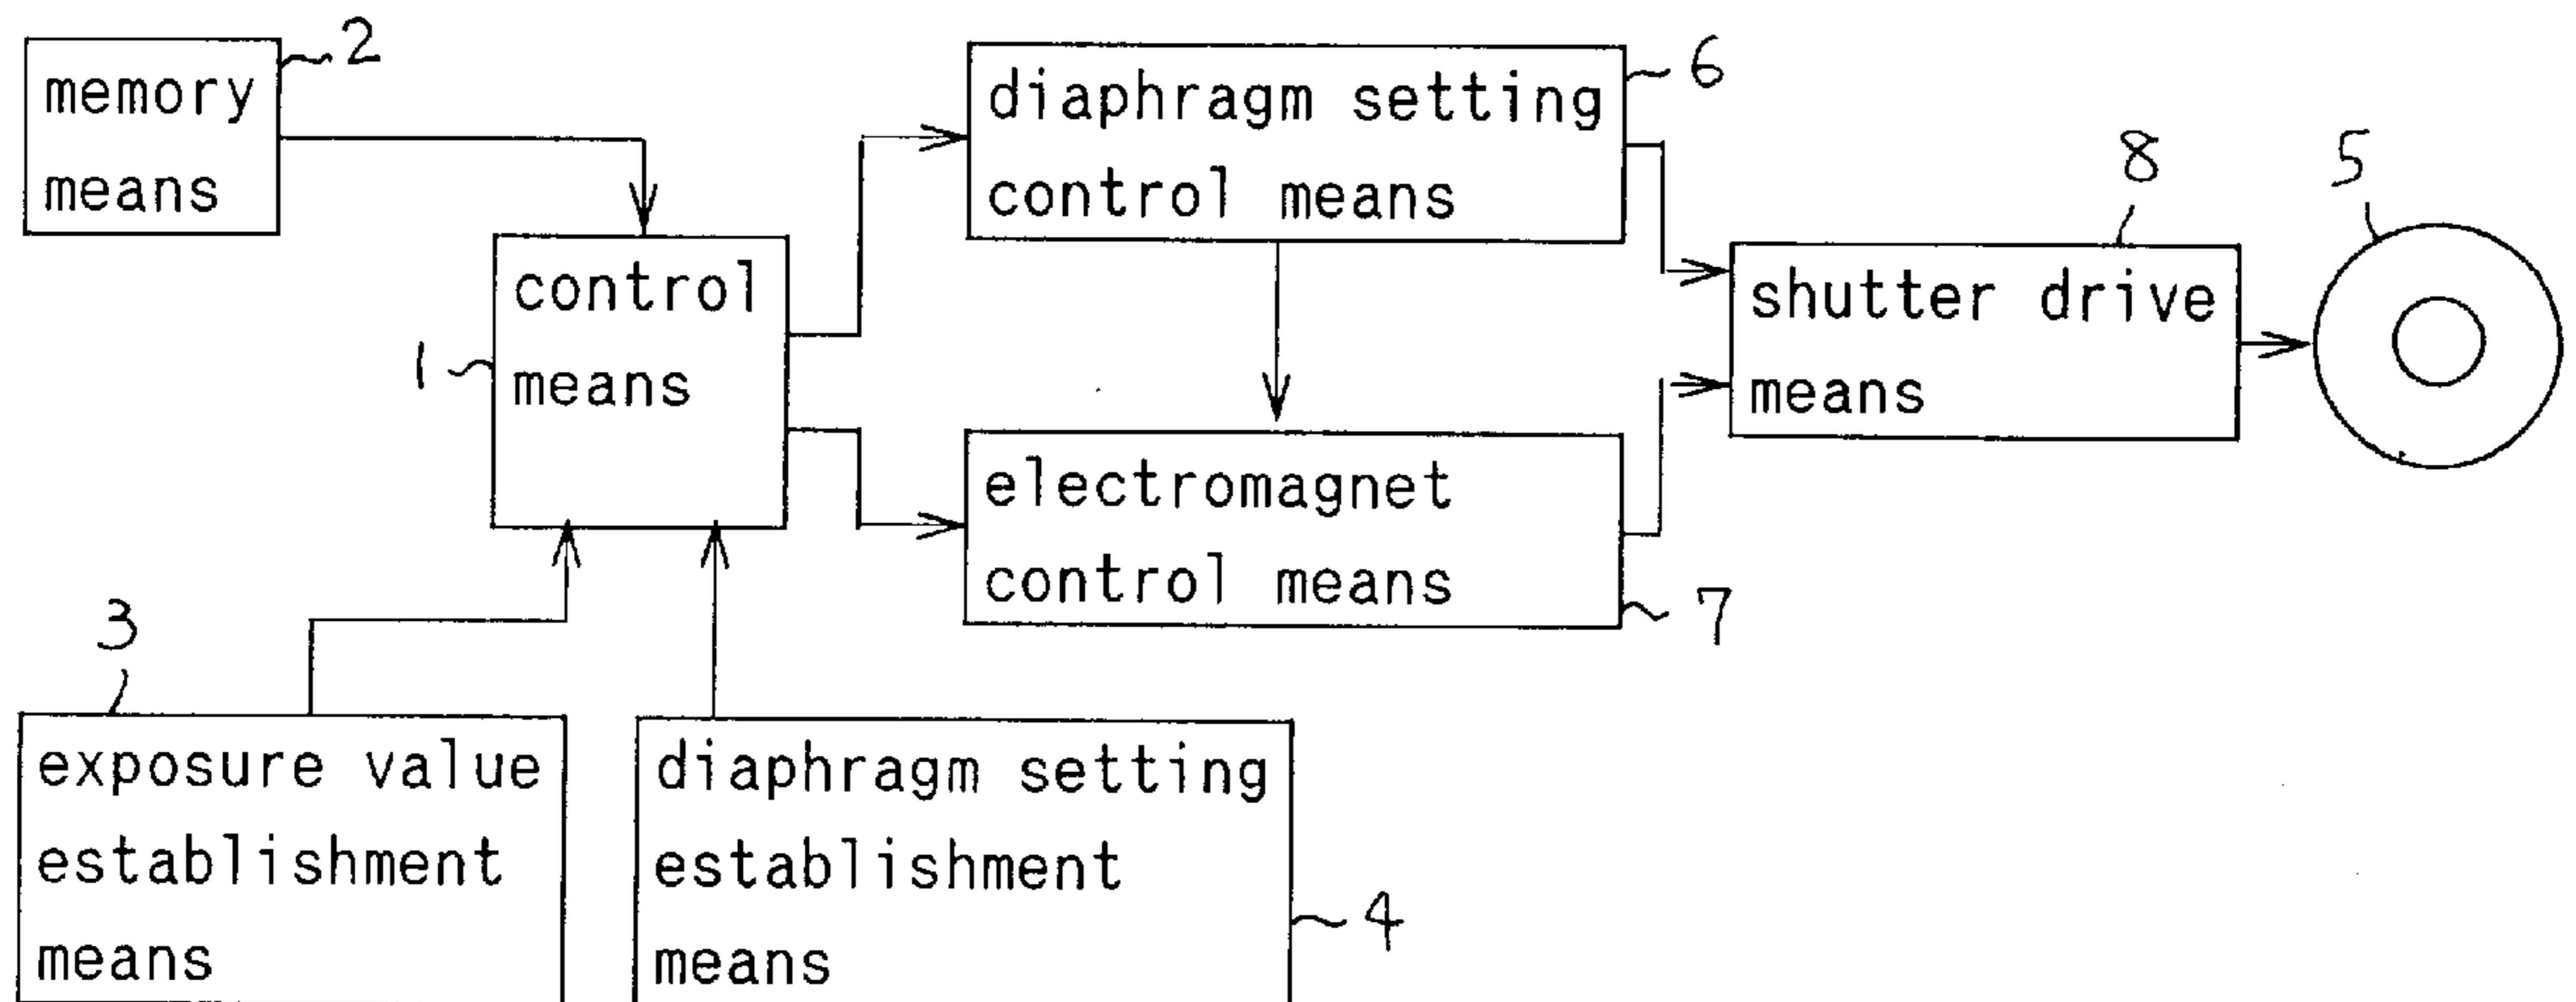 2
memory
means
6
diaphragm setting
control means
8
5
control
means
1
shutter drive
means
electromagnet
control means
7
3
exposure value
establishment
means
diaphragm setting
establishment
means
4